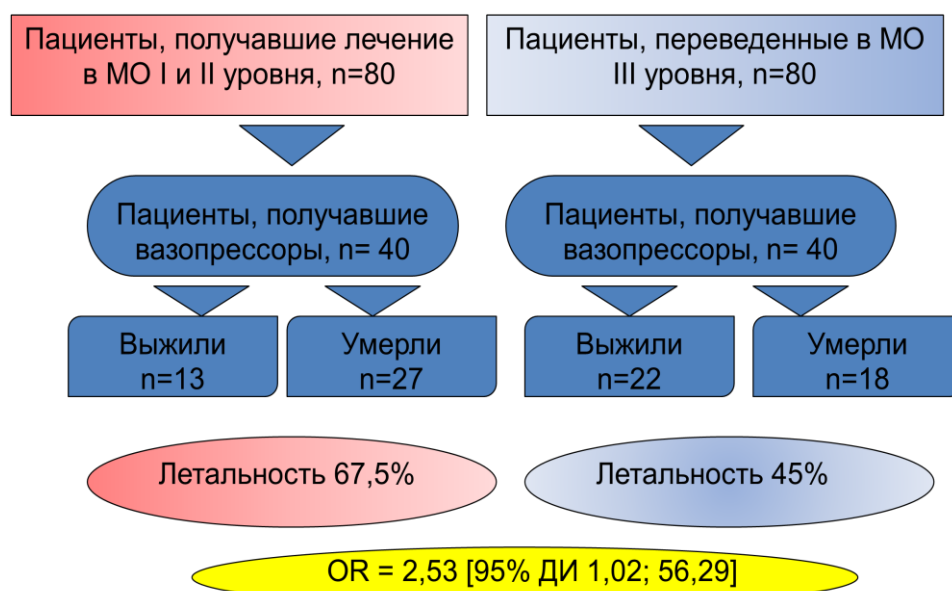 Пациенты, получавшие лечение
в МО I и II уровня, n=80
Пациенты, переведенные в МО
III уровня, n=80
Пациенты, получавшие
вазопрессоры, n= 40
Пациенты, получавшие
вазопрессоры, n= 40
Выжили
n=13
Умерли
n=27
Выжили
n=22
Умерли
n=18
Летальность 67,5%
Летальность 45%
OR = 2,53 [95% ДИ 1,02; 56,29]